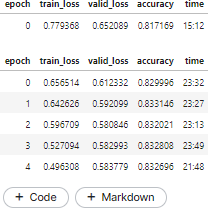 epoch train_loss valid_loss accuracy time
0 0.779368 0.652089 0.817169 15:12
epoch train_loss valid_loss accuracy time
0 0.656514 0.612332 0.829996 23:32
1 0.642626 0.592099 0.833146 23:27
2 0.596709 0.580846 0.832021 23:13
3 0.527094 0.582993 0.832808 23:49
4 0.496308 0.583779 0.832696 21:48
+ Code + Markdown